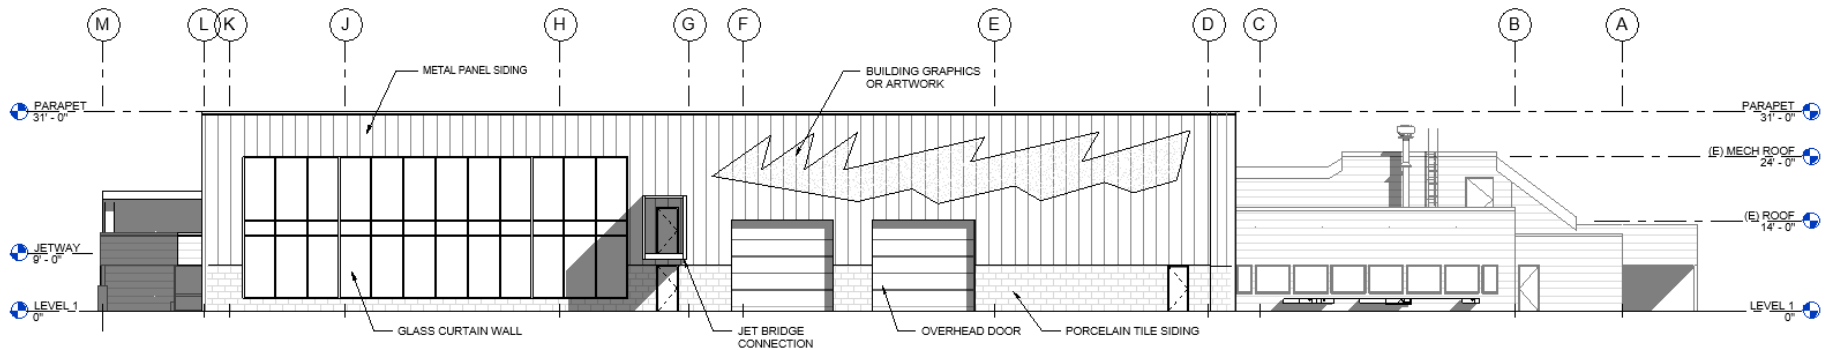 M L K J H G F E D C B A
METAL PANEL SIDING
BUILDING GRAPHICS
OR ARTWORK
PARAPET
31' - 0"
PARAPET
31' - 0"
(E) MECH ROOF
24' - 0"
(E) ROOF
14' - 0"
JETWAY
9' - 0"
LEVEL 1
0"
LEVEL 1
0"
GLASS CURTAIN WALL
JET BRIDGE
CONNECTION
OVERHEAD DOOR
PORCELAIN TILE SIDING